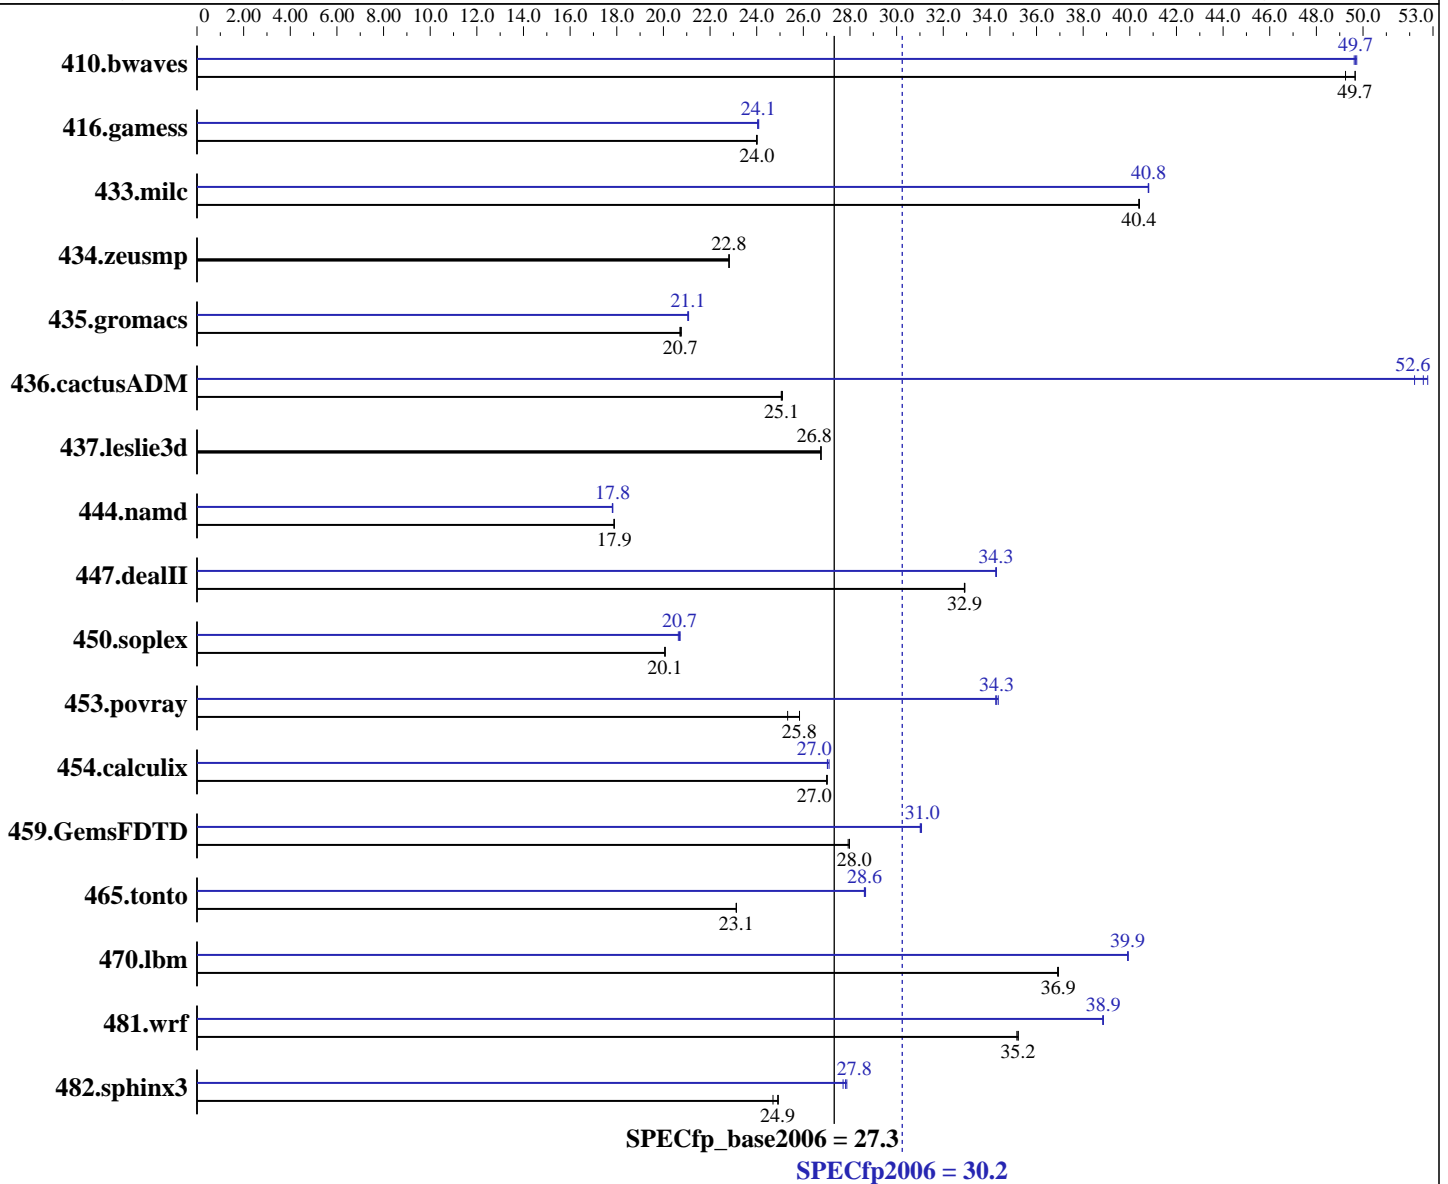 0 2.00 4.00 6.00 8.00 10.0 12.0 14.0 16.0 18.0 20.0 22.0 24.0 26.0 28.0 30.0 32.0 34.0 36.0 38.0 40.0 42.0 44.0 46.0 48.0 50.0 53.0
49.7
410.bwaves
49.7
24.1
416.gamess
24.0
40.8
433.milc
40.4
22.8
434.zeusmp
21.1
435.gromacs
20.7
52.6
436.cactusADM
25.1
26.8
437.leslie3d
17.8
444.namd
17.9
34.3
447.dealII
32.9
20.7
450.soplex
20.1
34.3
453.povray
25.8
27.0
454.calculix
27.0
31.0
459.GemsFDTD
28.0
28.6
465.tonto
23.1
39.9
470.lbm
36.9
38.9
481.wrf
35.2
27.8
482.sphinx3
24.9
SPECfp_base2006 = 27.3
SPECfp2006 = 30.2